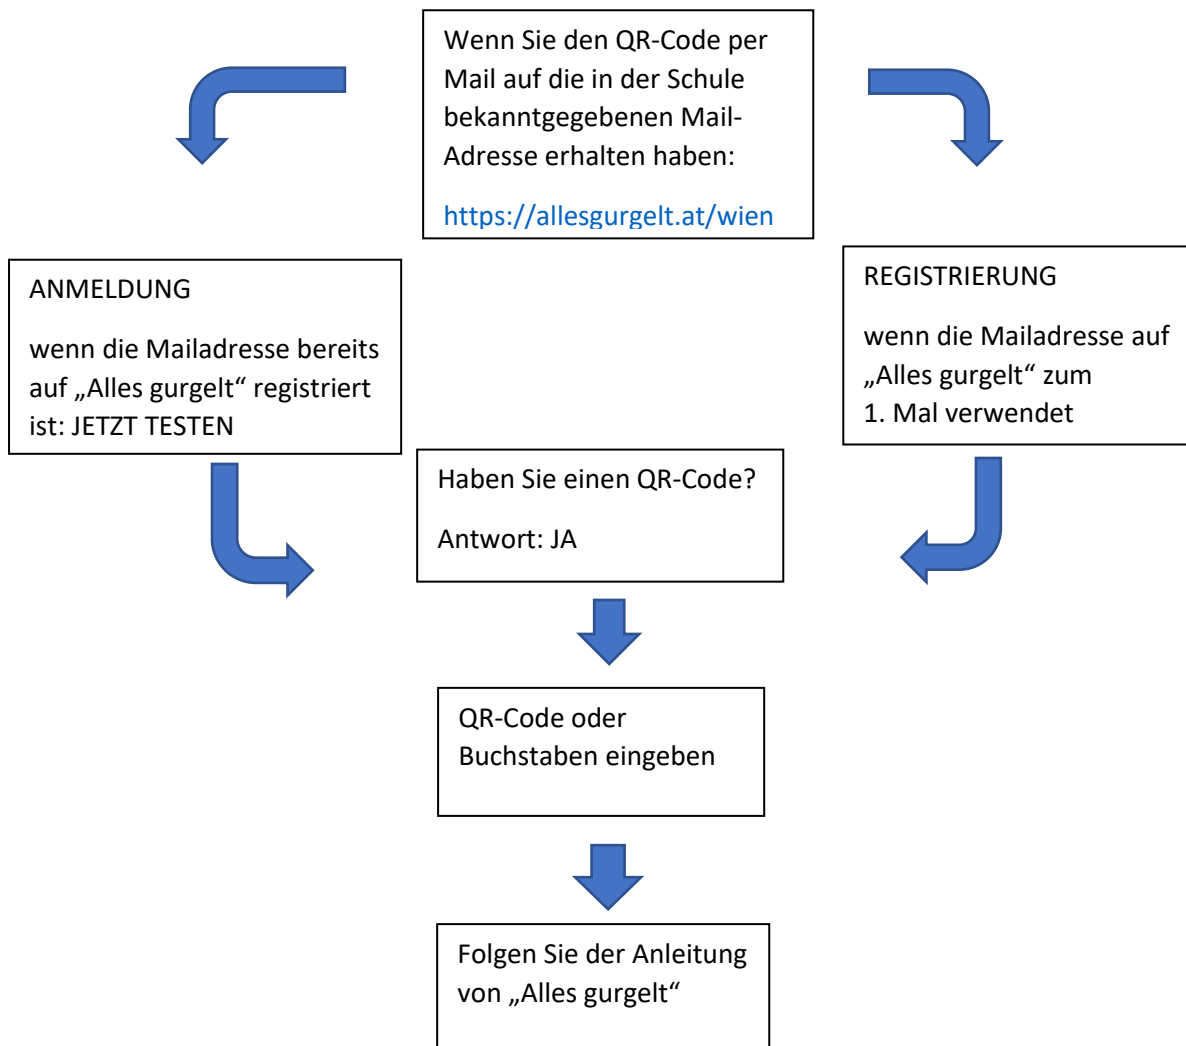 Wenn Sie den QR-Code per
Mail auf die in der Schule
bekanntgegebenen Mail-
Adresse erhalten haben:
https://allesgurgelt.at/wien
ANMELDUNG
wenn die Mailadresse bereits
auf „Alles gurgelt“ registriert
ist: JETZT TESTEN
REGISTRIERUNG
wenn die Mailadresse auf
„Alles gurgelt“ zum
1. Mal verwendet
Haben Sie einen QR-Code?
Antwort: JA
QR-Code oder
Buchstaben eingeben
Folgen Sie der Anleitung
von „Alles gurgelt“